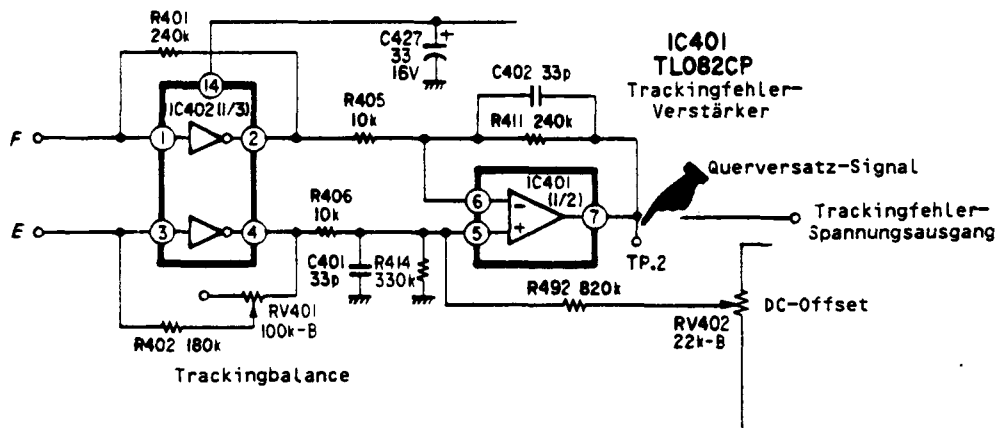 R401
240k
C427
33
16V
+
IC401
TL082CP
Trackingfehler-
Verstärker
14
IC402(1/3)
C402 33p
R405
10k
R411 240k
F
1
2
Querversatz-Signal
IC401
(1/2)
6
-
7
R406
10k
Trackingfehler-
Spannungsausgang
E
3
4
5
+
TP.2
C401
33p
R414
330k
R492 820k
DC-Offset
RV401
100k-B
RV402
22k-B
R402 180k
Trackingbalance